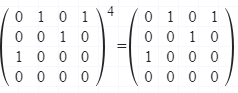 ( 0 1 0 1 )⁴ ( 0 1 0 1 )
( 0 0 1 0 ) = ( 0 0 1 0 )
( 1 0 0 0 ) ( 1 0 0 0 )
( 0 0 0 0 ) ( 0 0 0 0 )